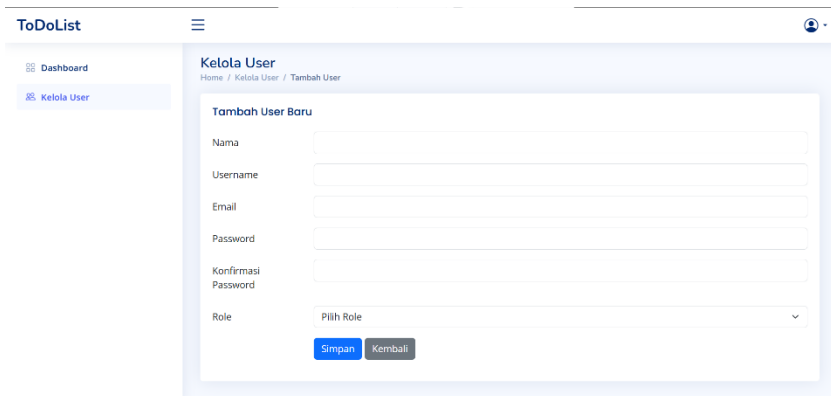 ToDoList
Dashboard
Kelola User
Kelola User
Home / Kelola User / Tambah User
Tambah User Baru
Nama
Username
Email
Password
Konfirmasi
Password
Role
Pilih Role
Simpan
Kembali